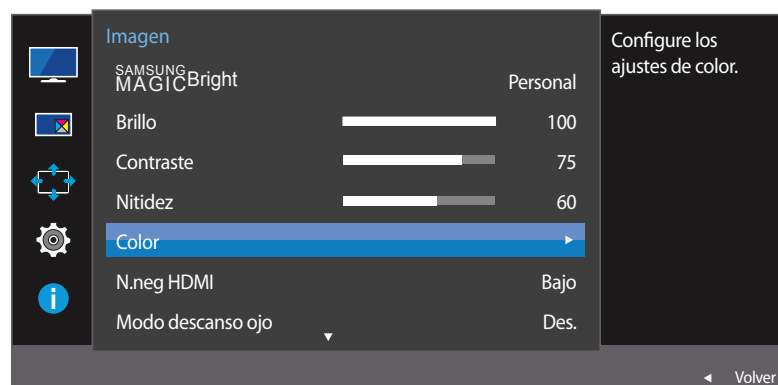 Imagen
SAMSUNG
MAGICBright Personal
Brillo 100
Contraste 75
Nitidez 60
Color
N.neg HDMI Bajo
Modo descanso ojo Des.
Configure los
ajustes de color.
Volver